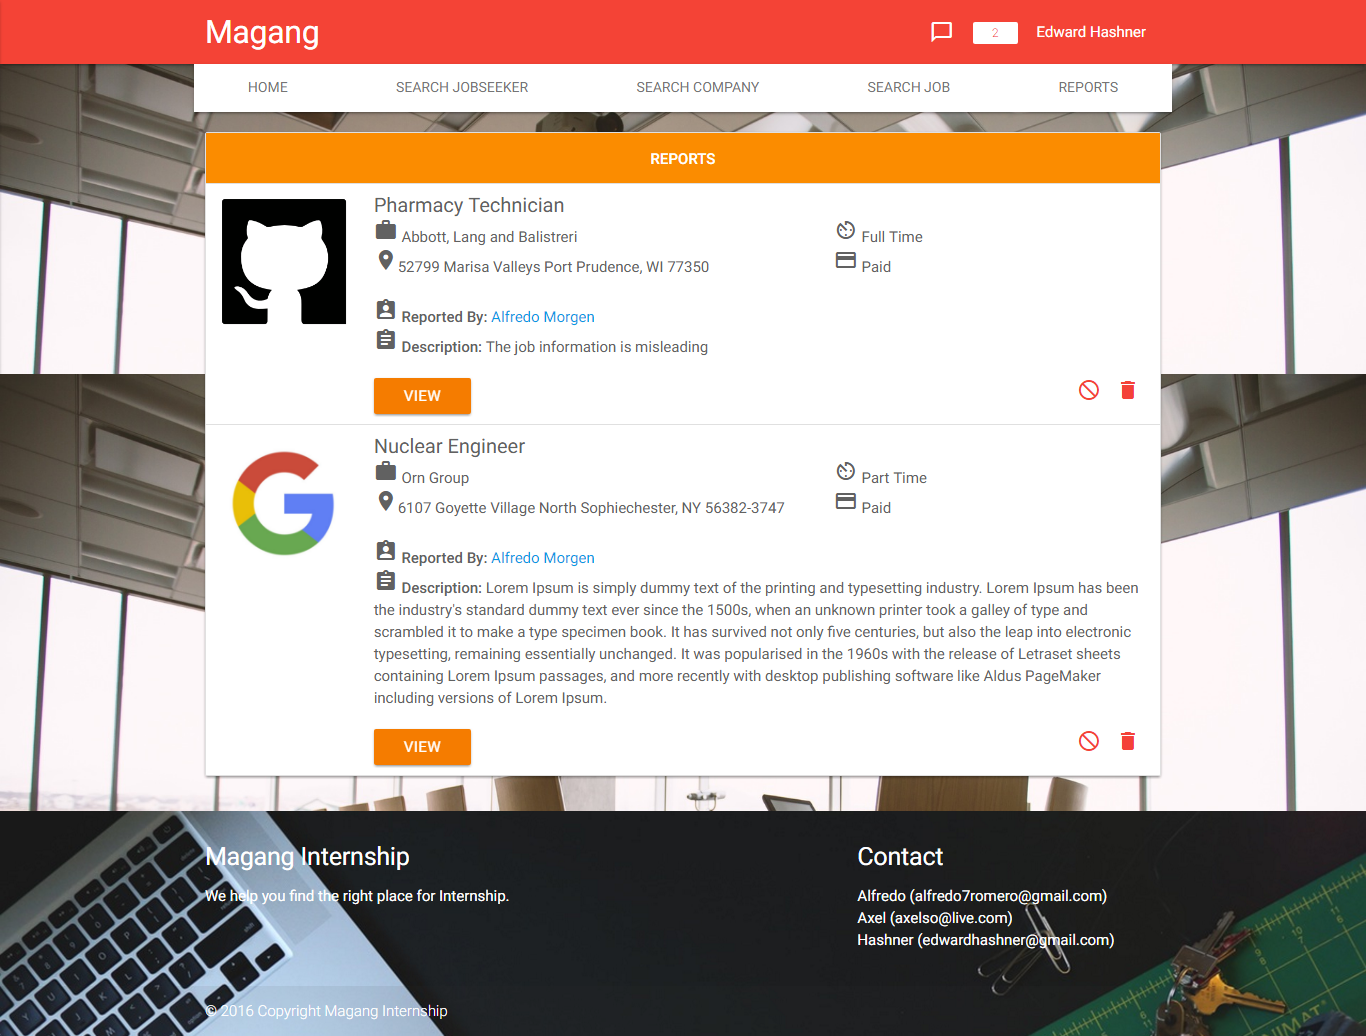 Magang
2
Edward Hashner
HOME
SEARCH JOBSEEKER
SEARCH COMPANY
SEARCH JOB
REPORTS
REPORTS
Pharmacy Technician
Abbott, Lang and Balistreri
Full Time
52799 Marisa Valleys Port Prudence, WI 77350
Paid
Reported By: Alfredo Morgen
Description: The job information is misleading
VIEW
Nuclear Engineer
Orn Group
Part Time
6107 Goyette Village North Sophiechester, NY 56382-3747
Paid
Reported By: Alfredo Morgen
Description: Lorem Ipsum is simply dummy text of the printing and typesetting industry. Lorem Ipsum has been
the industry's standard dummy text ever since the 1500s, when an unknown printer took a galley of type and
scrambled it to make a type specimen book. It has survived not only five centuries, but also the leap into electronic
typesetting, remaining essentially unchanged. It was popularised in the 1960s with the release of Letraset sheets
containing Lorem Ipsum passages, and more recently with desktop publishing software like Aldus PageMaker
including versions of Lorem Ipsum.
VIEW
Magang Internship
We help you find the right place for Internship.
Contact
Alfredo (alfredo7romero@gmail.com)
Axel (axelso@live.com)
Hashner (edwardhashner@gmail.com)
© 2016 Copyright Magang Internship